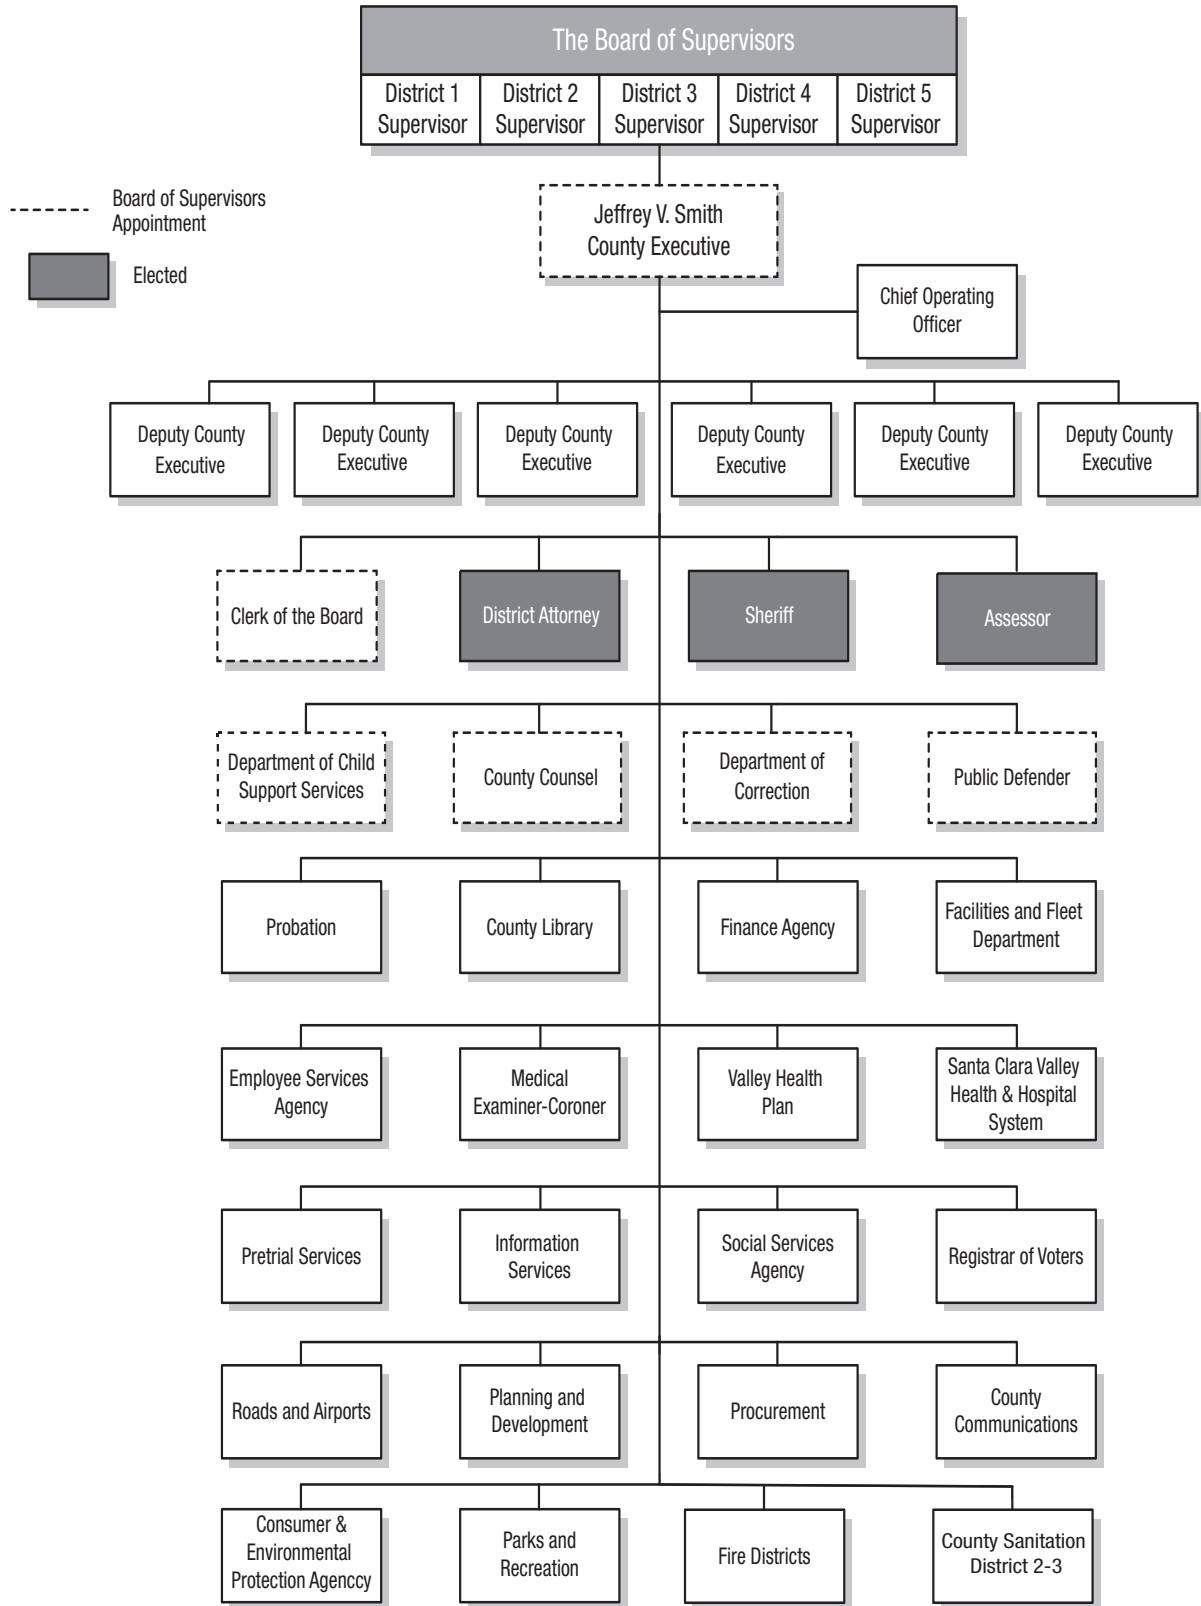 The Board of Supervisors
District 1
Supervisor
District 2
Supervisor
District 3
Supervisor
District 4
Supervisor
District 5
Supervisor
Board of Supervisors
Appointment
Elected
Jeffrey V. Smith
County Executive
Chief Operating
Officer
Deputy County
Executive
Deputy County
Executive
Deputy County
Executive
Deputy County
Executive
Deputy County
Executive
Deputy County
Executive
Clerk of the Board
District Attorney
Sheriff
Assessor
Department of Child
Support Services
County Counsel
Department of
Correction
Public Defender
Probation
County Library
Finance Agency
Facilities and Fleet
Department
Employee Services
Agency
Medical
Examiner-Coroner
Valley Health
Plan
Santa Clara Valley
Health & Hospital
System
Pretrial Services
Information
Services
Social Services
Agency
Registrar of Voters
Roads and Airports
Planning and
Development
Procurement
County
Communications
Consumer &
Environmental
Protection Agenccy
Parks and
Recreation
Fire Districts
County Sanitation
District 2-3